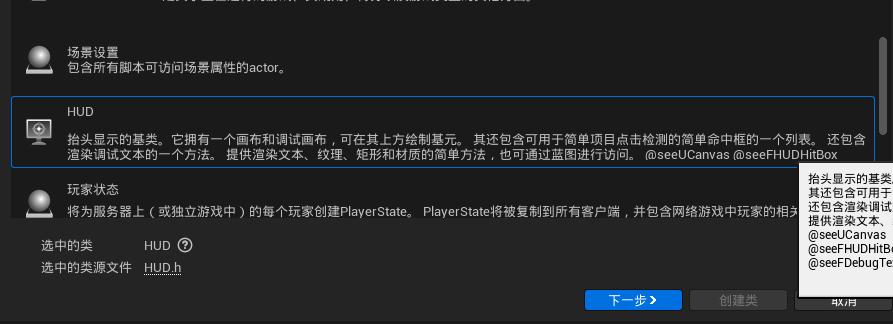 场景设置
包含所有脚本可访问场景属性的actor。
HUD
抬头显示的基类。它拥有一个画布和调试画布，可在其上方绘制基元。 其还包含可用于简单项目点击检测的简单命中框的一个列表。 还包含
渲染调试文本的一个方法。 提供渲染文本、纹理、矩形和材质的简单方法，也可通过蓝图进行访问。 @seeUCanvas @seeFHUDHitBox
玩家状态
将为服务器上（或独立游戏中）的每个玩家创建PlayerState。 PlayerState将被复制到所有客户端，并包含网络游戏中玩家的相关
抬头显示的基类
其还包含可用于
还包含渲染调试
提供渲染文本、
@seeUCanvas
@seeFHUDHitBo
@seeFDebugTe
选中的类 HUD
选中的类源文件 HUD.h
下一步 创建类 取消